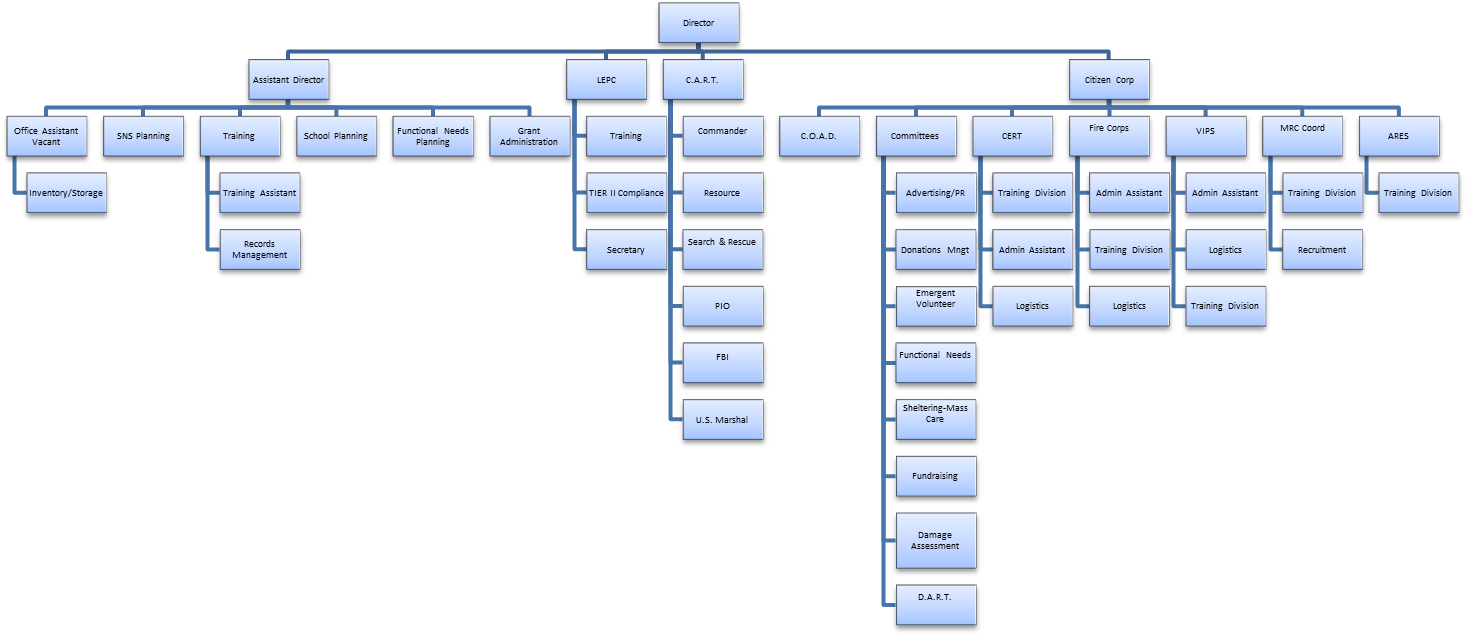 Director
Assistant Director
LEPC
C.A.R.T.
Citizen Corp
Office Assistant
Vacant
SNS Planning
Training
School Planning
Functional Needs
Planning
Grant
Administration
Training
Commander
C.O.A.D.
Committees
CERT
Fire Corps
VIPS
MRC Coord
ARES
Inventory/Storage
Training Assistant
TIER II Compliance
Resource
Advertising/PR
Training Division
Admin Assistant
Admin Assistant
Training Division
Training Division
Records
Management
Secretary
Search & Rescue
Donations Mngt
Admin Assistant
Training Division
Logistics
Recruitment
PIO
Emergent
Volunteer
Logistics
Logistics
Training Division
FBI
Functional Needs
U.S. Marshal
Sheltering-Mass
Care
Fundraising
Damage
Assessment
D.A.R.T.